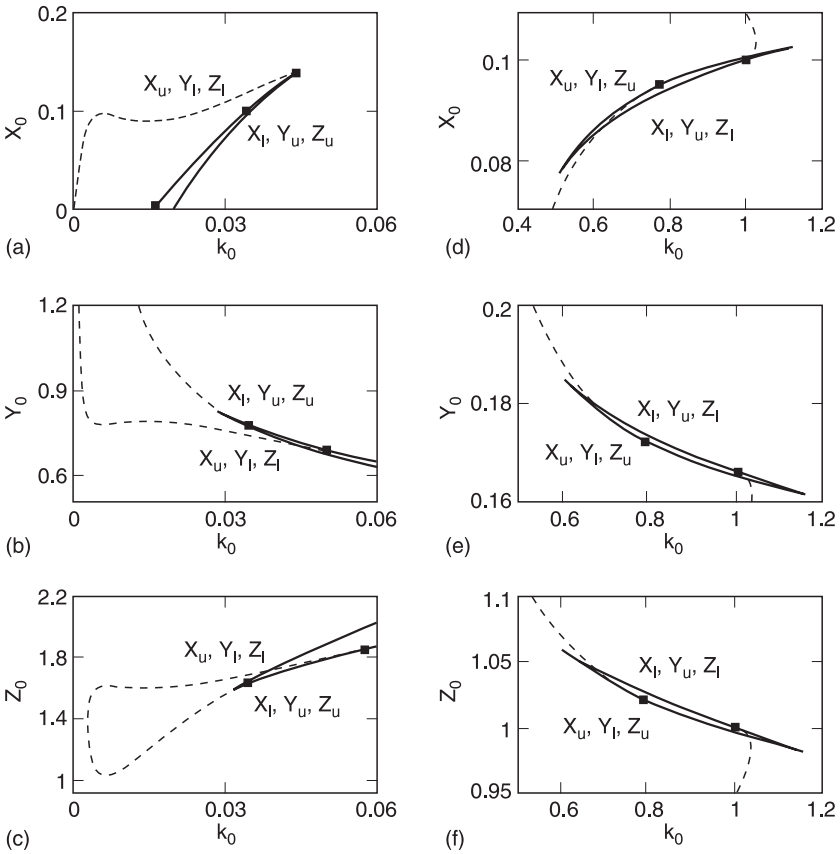 0.2
0.1
0
X₀
Xᵤ, Yₗ, Zₗ
Xₗ, Yᵤ, Zᵤ
0 0.03 0.06
(a) k₀
0.1
0.08
X₀
Xᵤ, Yₗ, Zᵤ
Xₗ, Yᵤ, Zₗ
0.4 0.6 0.8 1 1.2
(d) k₀
1.2
0.9
0.6
Y₀
Xₗ, Yᵤ, Zᵤ
Xᵤ, Yₗ, Zₗ
0 0.03 0.06
(b) k₀
0.2
0.18
0.16
Y₀
Xₗ, Yᵤ, Zₗ
Xᵤ, Yₗ, Zᵤ
0.6 0.8 1 1.2
(e) k₀
2.2
1.8
1.4
1
Z₀
Xᵤ, Yₗ, Zₗ
Xₗ, Yᵤ, Zᵤ
0 0.03 0.06
(c) k₀
1.1
1.05
1
0.95
Z₀
Xₗ, Yᵤ, Zₗ
Xᵤ, Yₗ, Zᵤ
0.6 0.8 1 1.2
(f) k₀